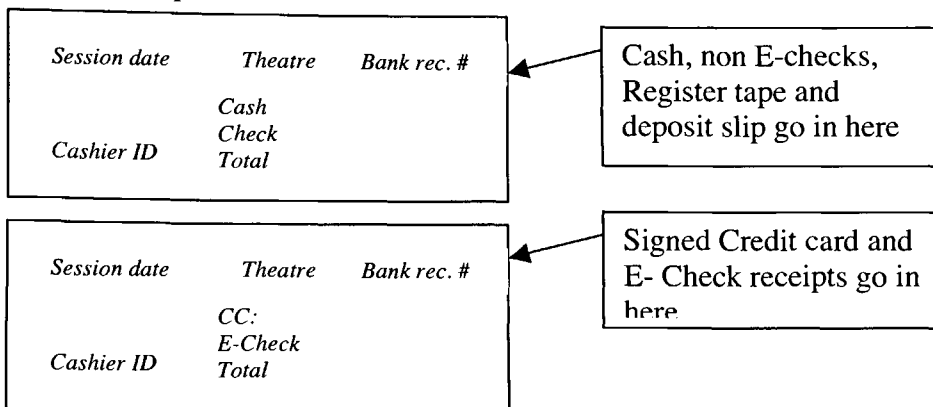 Session date Theatre Bank rec. #
Cash
Check
Cashier ID Total
Cash, non E-checks,
Register tape and
deposit slip go in here
Session date Theatre Bank rec. #
CC:
E-Check
Cashier ID Total
Signed Credit card and
E- Check receipts go in
here